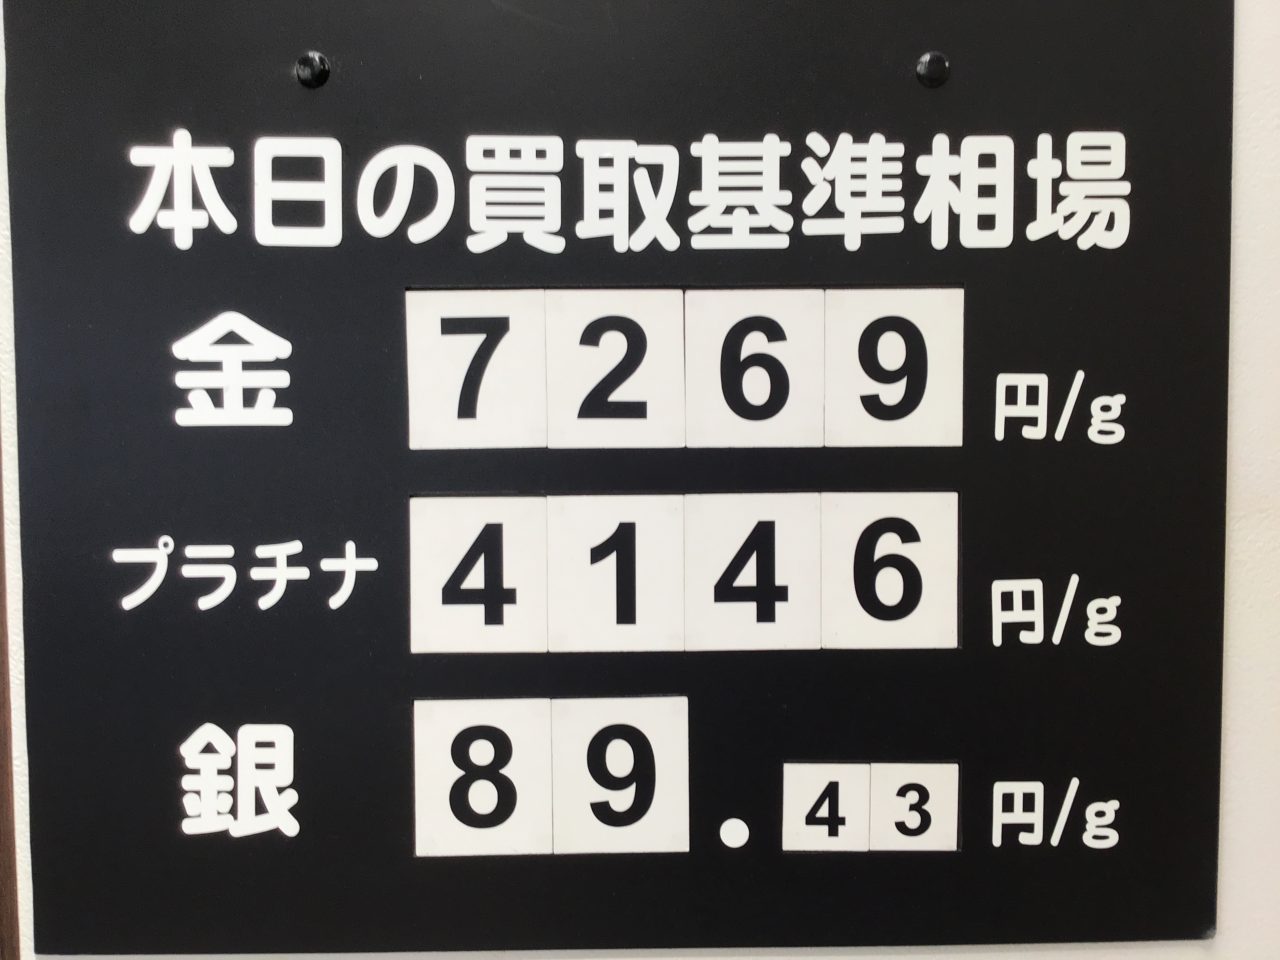 本日の買取基準相場
金 7269 円/g
プラチナ 4146 円/g
銀 89.43 円/g